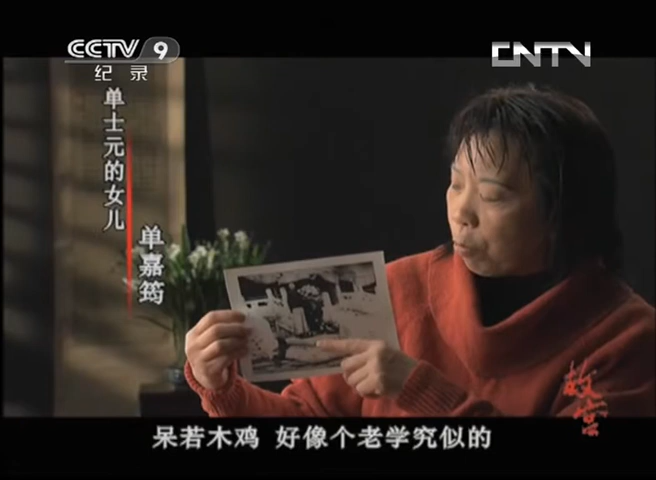 CCTV 9
纪录
CNTV
单士元的女儿
单嘉筠
故宫
呆若木鸡 好像个老学究似的